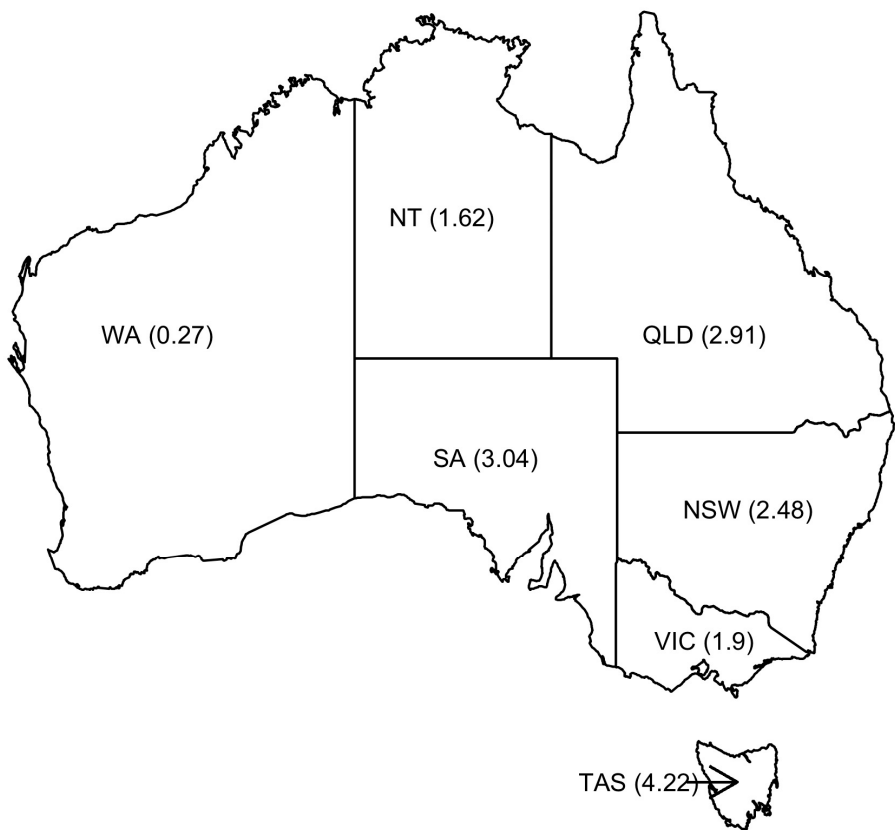 NT (1.62)
WA (0.27)
QLD (2.91)
SA (3.04)
NSW (2.48)
VIC (1.9)
TAS (4.22)